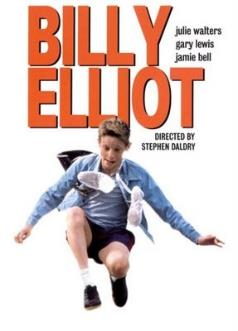 BILLY
ELLIOT
julie walters
gary lewis
jamie bell
DIRECTED BY
STEPHEN DALDRY